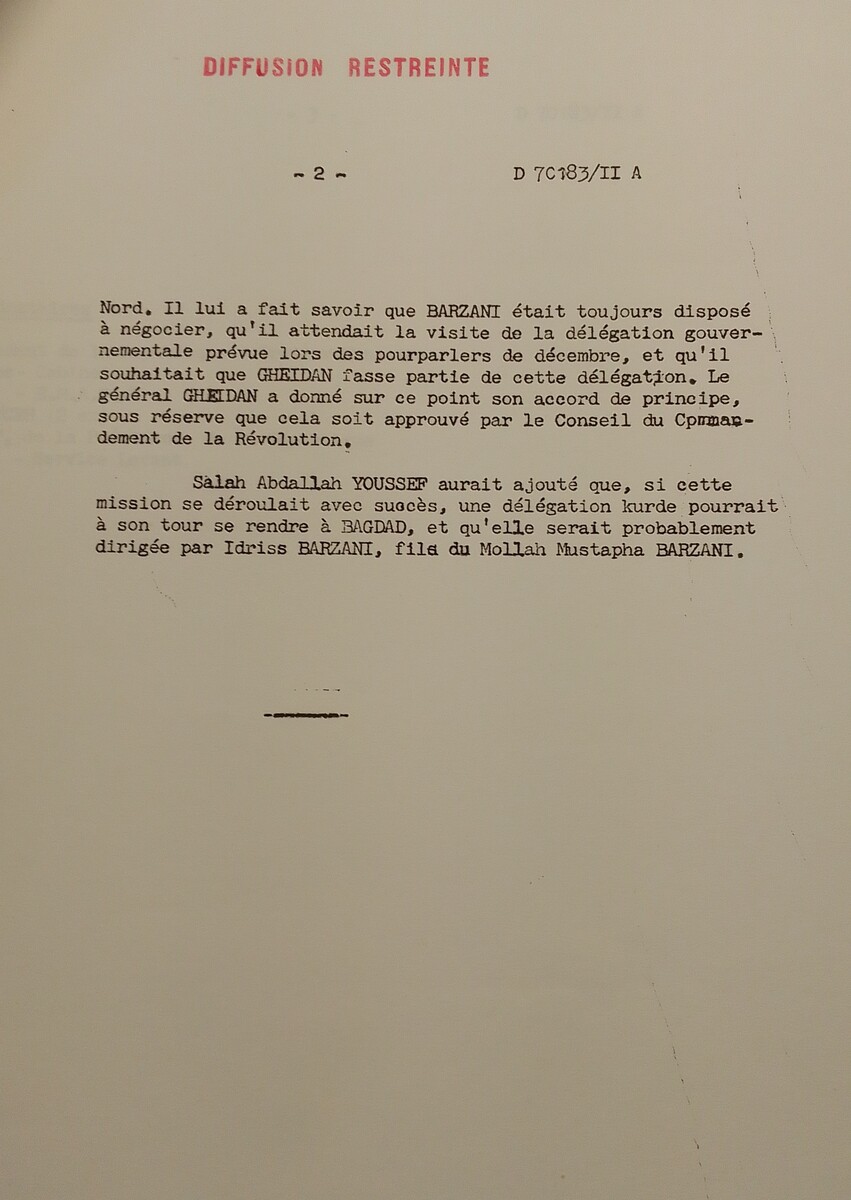 DIFFUSION RESTREINTE
- 2 - D 7C183/II A
Nord. Il lui a fait savoir que BARZANI était toujours disposé
à négocier, qu'il attendait la visite de la délégation gouver-
nementale prévue lors des pourparlers de décembre, et qu'il
souhaitait que GHEIDAN fasse partie de cette délégation. Le
général GHEIDAN a donné sur ce point son accord de principe,
sous réserve que cela soit approuvé par le Conseil du Cpmman-
dement de la Révolution.
Salah Abdallah YOUSSEF aurait ajouté que, si cette
mission se déroulait avec succès, une délégation kurde pourrait
à son tour se rendre à BAGDAD, et qu'elle serait probablement
dirigée par Idriss BARZANI, fils du Mollah Mustapha BARZANI.